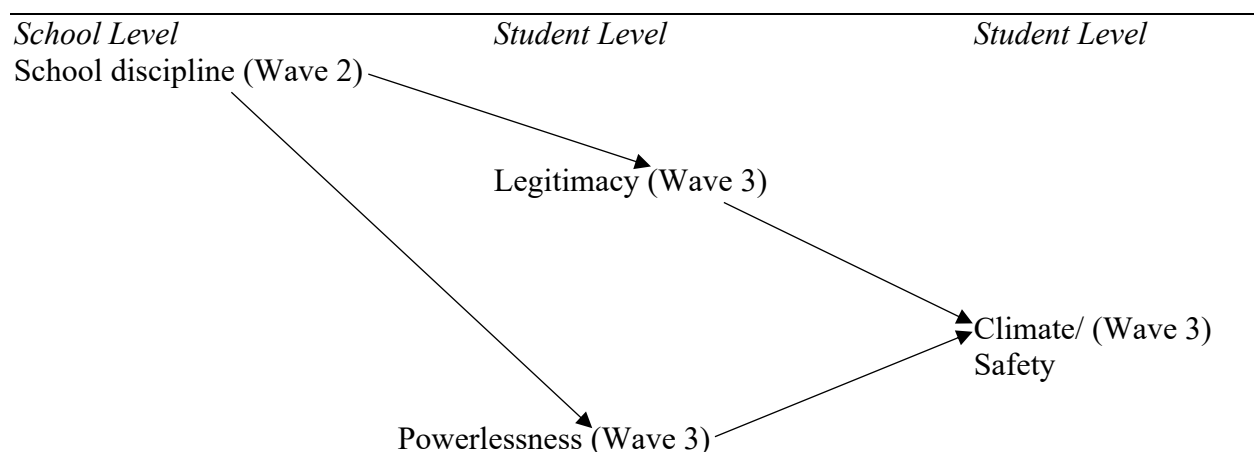 School Level Student Level Student Level
School discipline (Wave 2)
Legitimacy (Wave 3)
Climate/ (Wave 3)
Safety
Powerlessness (Wave 3)